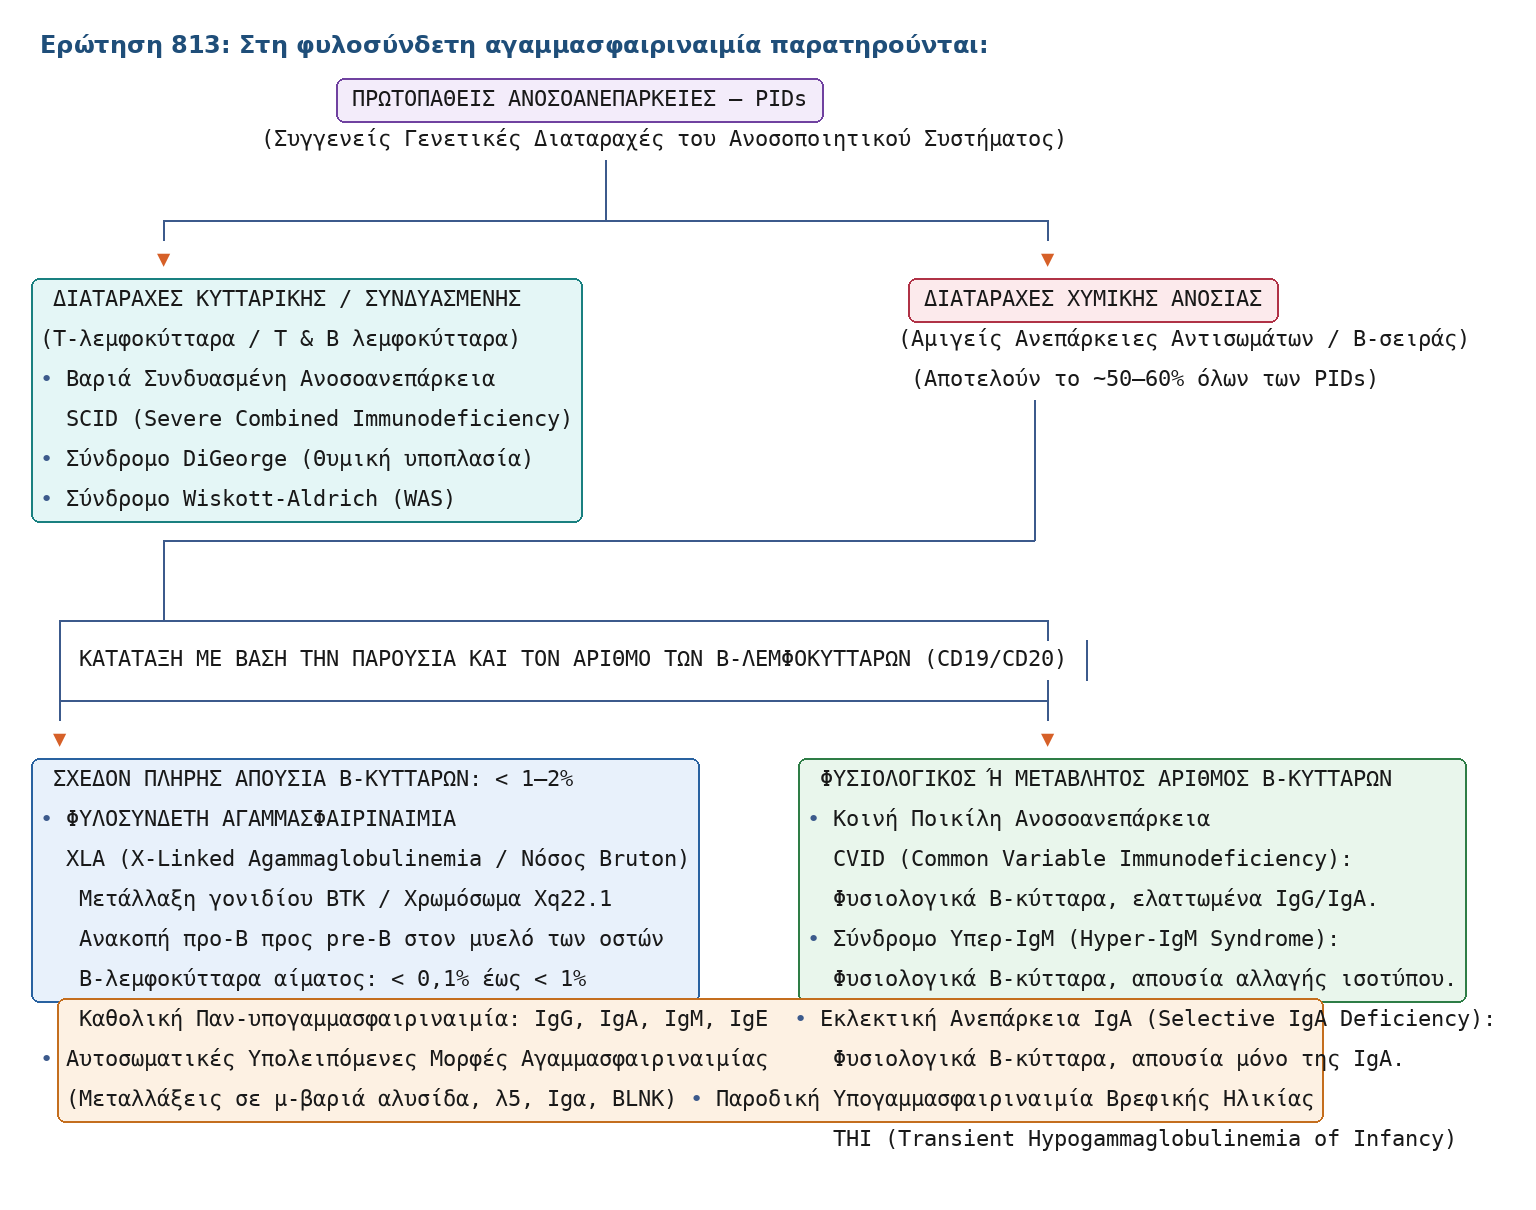 Ερώτηση 813: Στη φυλοσύνδετη αγαμμασφαιριναιμία παρατηρούνται:
ΠΡΩΤΟΠΑΘΕΙΣ ΑΝΟΣΟΑΝΕΠΑΡΚΕΙΕΣ – PIDs
(Συγγενείς Γενετικές Διαταραχές του Ανοσοποιητικού Συστήματος)
ΔΙΑΤΑΡΑΧΕΣ ΚΥΤΤΑΡΙΚΗΣ / ΣΥΝΔΥΑΣΜΕΝΗΣ
(Τ-λεμφοκύτταρα / Τ & Β λεμφοκύτταρα)
• Βαριά Συνδυασμένη Ανοσοανεπάρκεια
SCID (Severe Combined Immunodeficiency)
• Σύνδρομο DiGeorge (Θυμική υποπλασία)
• Σύνδρομο Wiskott-Aldrich (WAS)
ΔΙΑΤΑΡΑΧΕΣ ΧΥΜΙΚΗΣ ΑΝΟΣΙΑΣ
(Αμιγείς Ανεπάρκειες Αντισωμάτων / Β-σειράς)
(Αποτελούν το ~50–60% όλων των PIDs)
ΚΑΤΑΤΑΞΗ ΜΕ ΒΑΣΗ ΤΗΝ ΠΑΡΟΥΣΙΑ ΚΑΙ ΤΟΝ ΑΡΙΘΜΟ ΤΩΝ Β-ΛΕΜΦΟΚΥΤΤΑΡΩΝ (CD19/CD20)
ΣΧΕΔΟΝ ΠΛΗΡΗΣ ΑΠΟΥΣΙΑ Β-ΚΥΤΤΑΡΩΝ: < 1–2%
• ΦΥΛΟΣΥΝΔΕΤΗ ΑΓΑΜΜΑΣΦΑΙΡΙΝΑΙΜΙΑ
XLA (X-Linked Agammaglobulinemia / Νόσος Bruton)
Μετάλλαξη γονιδίου BTK / Χρωμόσωμα Xq22.1
Ανακοπή προ-Β προς pre-B στον μυελό των οστών
Β-λεμφοκύτταρα αίματος: < 0,1% έως < 1%
Καθολική Παν-υπογαμμασφαιριναιμία: IgG, IgA, IgM, IgE
• Αυτοσωματικές Υπολειπόμενες Μορφές Αγαμμασφαιριναιμίας
(Μεταλλάξεις σε μ-βαριά αλυσίδα, λ5, Igα, BLNK)
ΦΥΣΙΟΛΟΓΙΚΟΣ Ή ΜΕΤΑΒΛΗΤΟΣ ΑΡΙΘΜΟΣ Β-ΚΥΤΤΑΡΩΝ
• Κοινή Ποικίλη Ανοσοανεπάρκεια
CVID (Common Variable Immunodeficiency):
Φυσιολογικά Β-κύτταρα, ελαττωμένα IgG/IgA.
• Σύνδρομο Υπερ-IgM (Hyper-IgM Syndrome):
Φυσιολογικά Β-κύτταρα, απουσία αλλαγής ισοτύπου.
• Εκλεκτική Ανεπάρκεια IgA (Selective IgA Deficiency):
Φυσιολογικά Β-κύτταρα, απουσία μόνο της IgA.
• Παροδική Υπογαμμασφαιριναιμία Βρεφικής Ηλικίας
THI (Transient Hypogammaglobulinemia of Infancy)